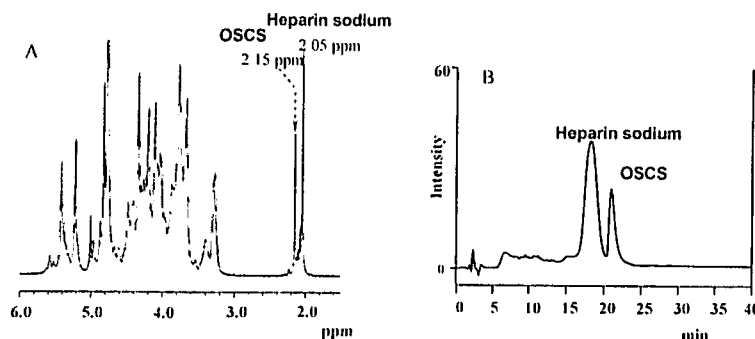 A
Heparin sodium
OSCS
2.05 ppm
2.15 ppm
6.0 5.0 4.0 3.0 2.0
ppm
60
B
Heparin sodium
OSCS
Intensity
0
0 5 10 15 20 25 30 35 40
min